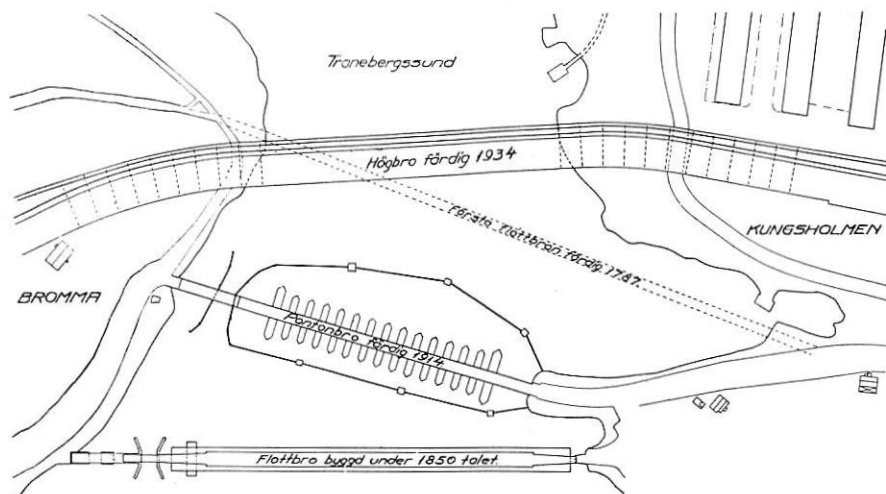 Tranebergssund
Högbro färdig 1934
Första flottbron färdig 1787.
KUNGSHOLMEN
BROMMA
Pontonbro färdig 1914
Flottbro byggd under 1850 talet.